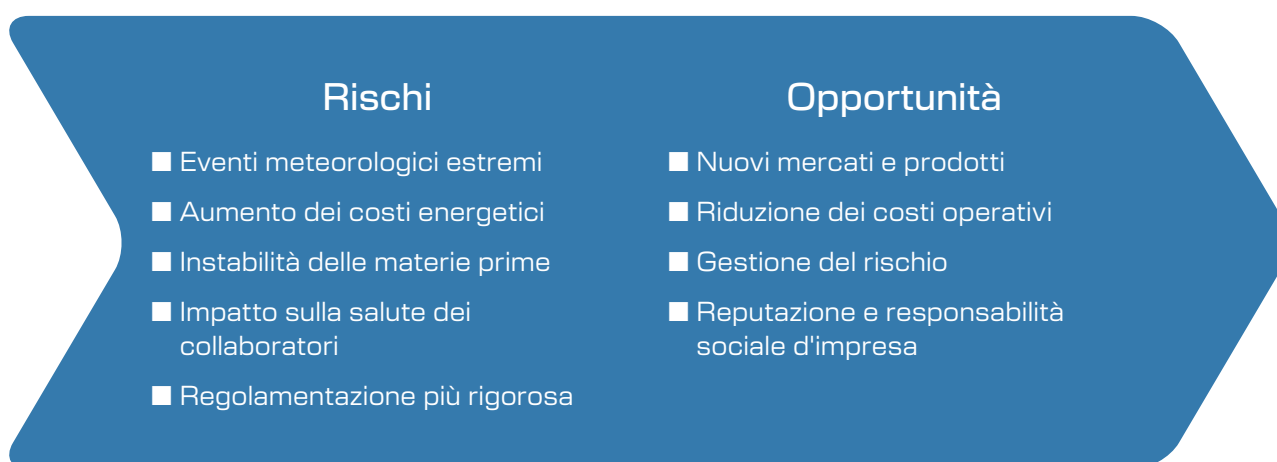 Rischi
■ Eventi meteorologici estremi
■ Aumento dei costi energetici
■ Instabilità delle materie prime
■ Impatto sulla salute dei
collaboratori
■ Regolamentazione più rigorosa
Opportunità
■ Nuovi mercati e prodotti
■ Riduzione dei costi operativi
■ Gestione del rischio
■ Reputazione e responsabilità
sociale d'impresa